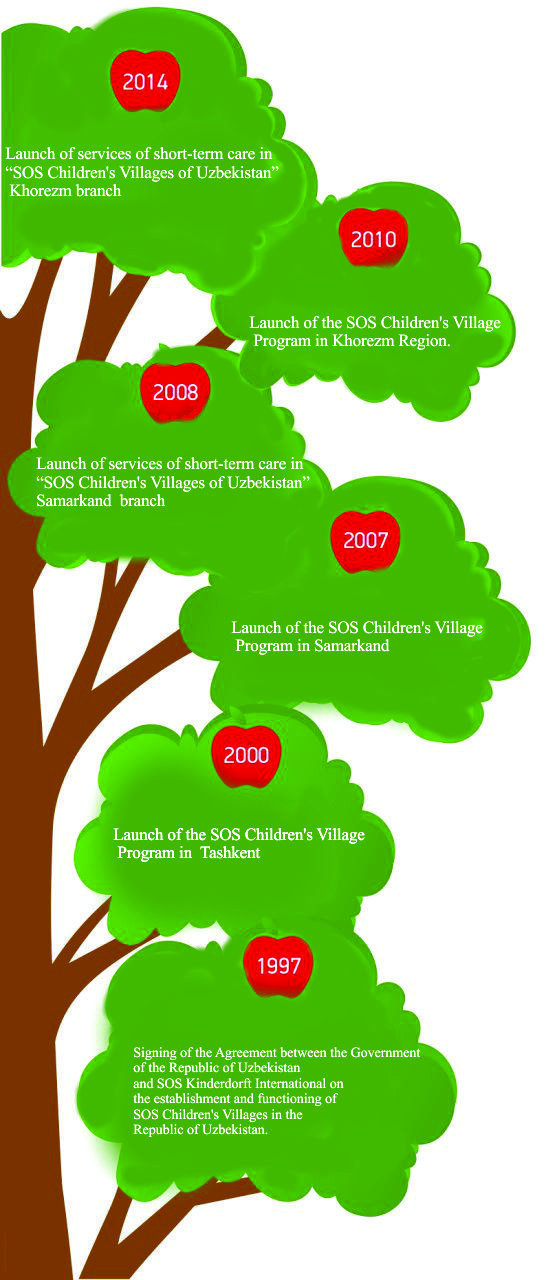 2014
Launch of services of short-term care in
“SOS Children's Villages of Uzbekistan”
Khorezm branch
2010
Launch of the SOS Children's Village
Program in Khorezm Region.
2008
Launch of services of short-term care in
“SOS Children's Villages of Uzbekistan”
Samarkand branch
2007
Launch of the SOS Children's Village
Program in Samarkand
2000
Launch of the SOS Children's Village
Program in Tashkent
1997
Signing of the Agreement between the Government
of the Republic of Uzbekistan
and SOS Kinderdorft International on
the establishment and functioning of
SOS Children's Villages in the
Republic of Uzbekistan.